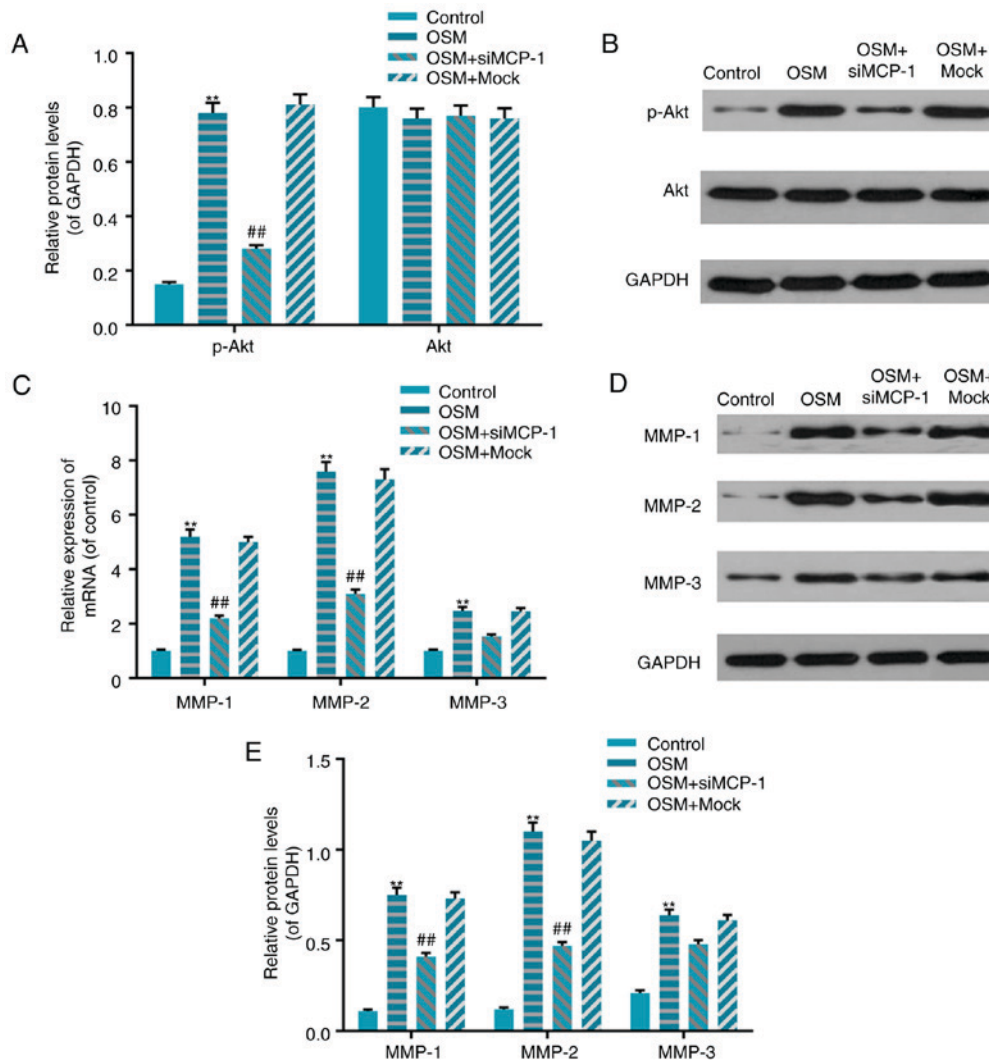 A
Control
OSM
OSM+siMCP-1
OSM+Mock
Relative protein levels
(of GAPDH)
1.0
0.8
0.6
0.4
0.2
0.0
**
##
p-Akt
Akt
B
Control
OSM
OSM+
siMCP-1
OSM+
Mock
p-Akt
Akt
GAPDH
C
Control
OSM
OSM+siMCP-1
OSM+Mock
Relative expression of
mRNA (of control)
10
8
6
4
2
0
**
##
**
##
**
MMP-1
MMP-2
MMP-3
D
Control
OSM
OSM+
siMCP-1
OSM+
Mock
MMP-1
MMP-2
MMP-3
GAPDH
E
Control
OSM
OSM+siMCP-1
OSM+Mock
Relative protein levels
(of GAPDH)
1.5
1.0
0.5
0.0
**
##
**
##
**
MMP-1
MMP-2
MMP-3